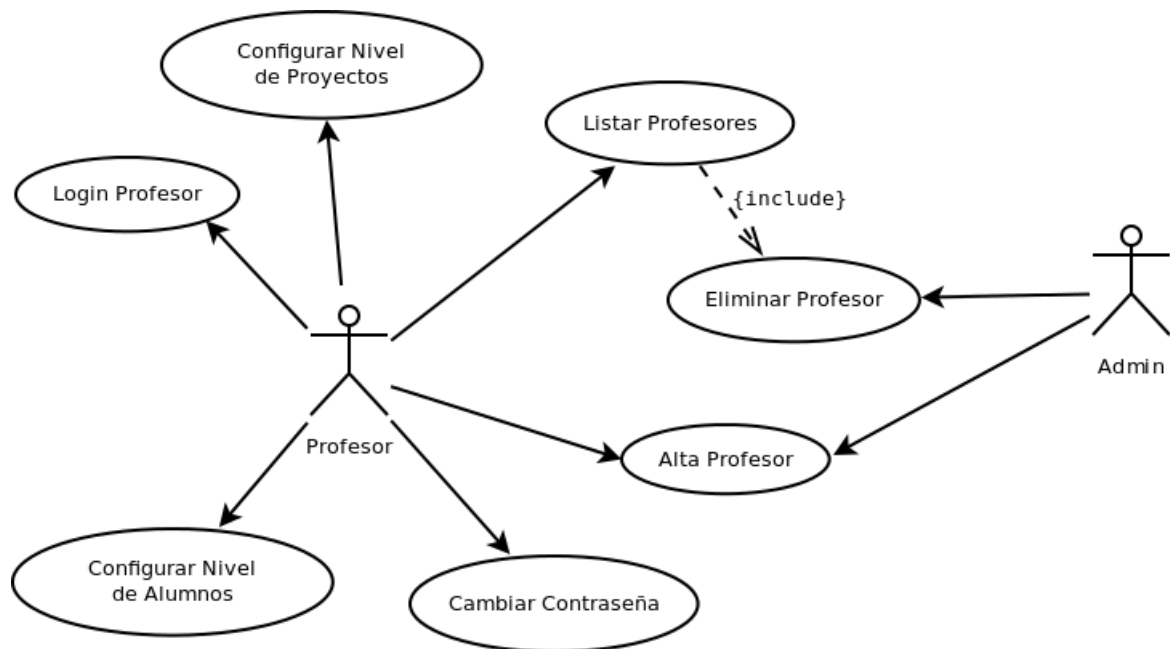 Configurar Nivel
de Proyectos
Listar Profesores
Login Profesor
{include}
Eliminar Profesor
Admin
Profesor
Alta Profesor
Configurar Nivel
de Alumnos
Cambiar Contraseña